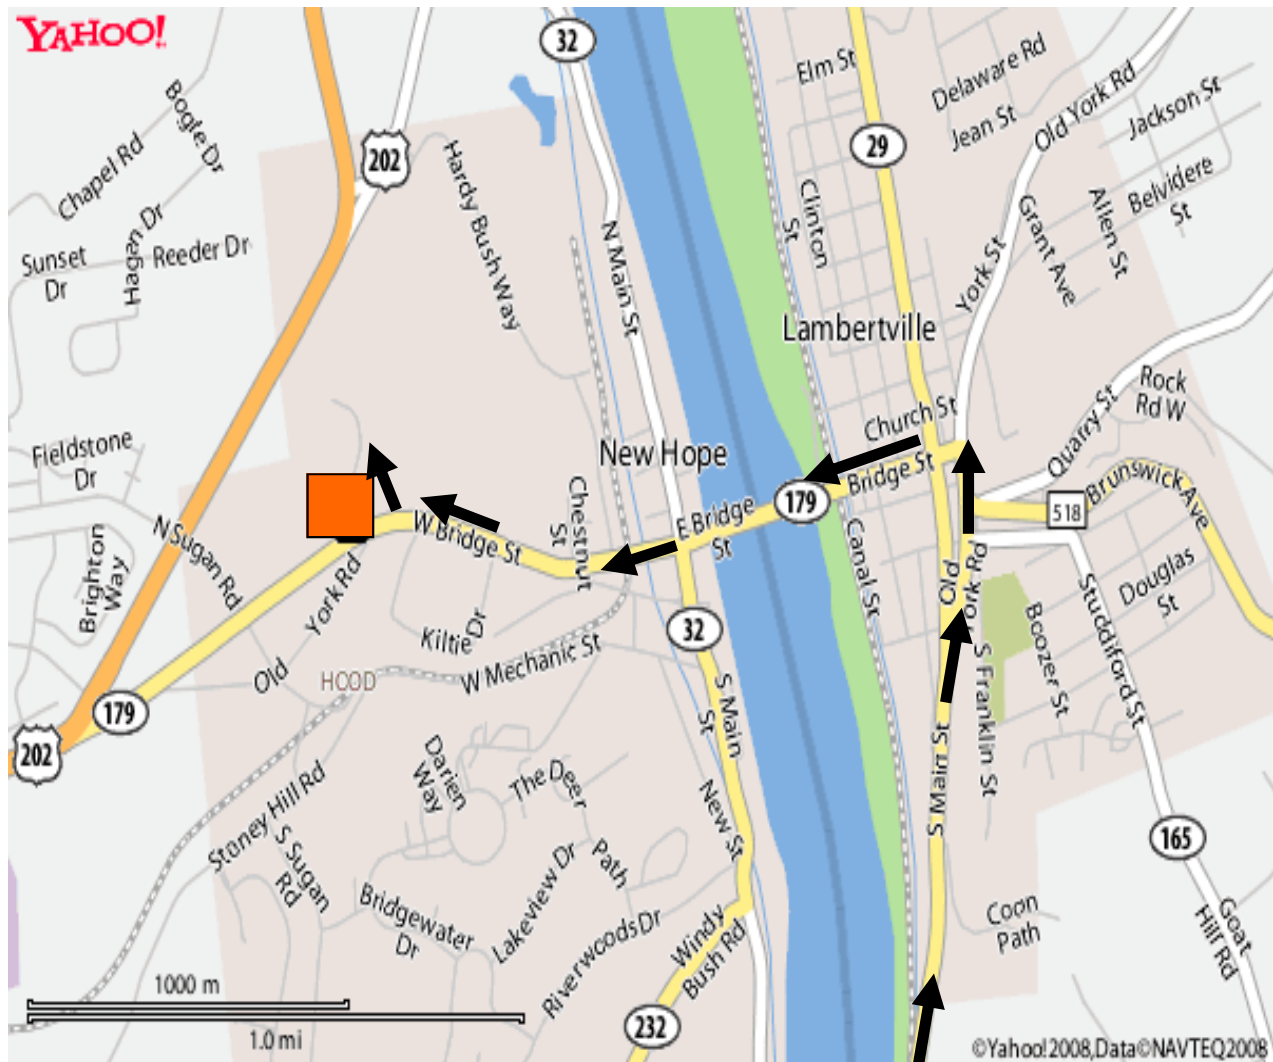 YAHOO!
32
Elm St
Delaware Rd
Jean St
Old York Rd
Jackson St
Belvidere
St
Allen St
Grant Ave
29
202
Bogle Dr
Chapel Rd
Hagan Dr
Reeder Dr
Sunset
Dr
Hardy Bush Way
N Main St
Clinton
St
York St
Lambertville
Rock
Rd W
Quarry St
Church St
Bridge St
179
E Bridge
St
New Hope
Fieldstone
Dr
N Sugan Rd
Brighton
Way
W Bridge St
Chestnut
St
518
Brunswick Ave
Canal St
Old
York Rd
Douglas
St
Boozer St
Studdiford St
S Franklin St
Old
York Rd
Kiltie Dr
W Mechanic St
HOOD
32
179
202
S Main
St
S Main St
Darien
Way
The Deer
Path
New St
Stoney Hill Rd
S Sugan
Rd
Bridgewater
Dr
Lakeview Dr
Riverwoods Dr
Windy
Bush Rd
165
Coon
Path
Goat
Hill Rd
1000 m
1.0 mi
232
©Yahoo!2008,Data©NAVTEQ2008